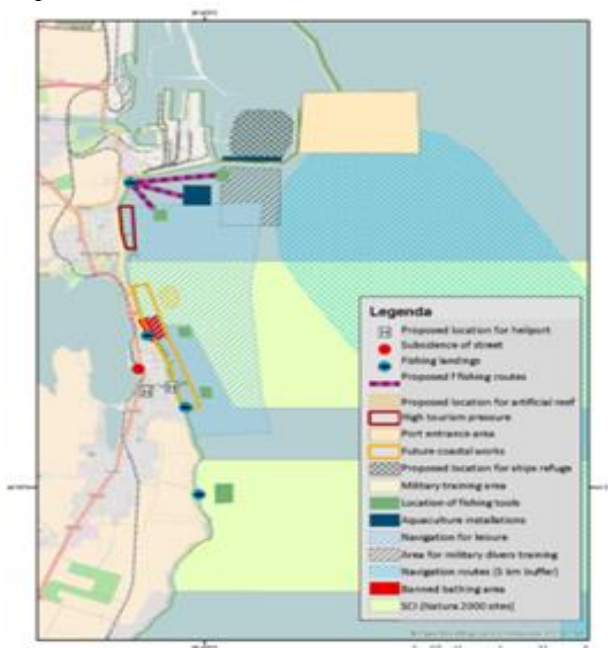 Legenda
Proposed location for heliport
Subsidence of street
Fishing landings
Proposed f fishing routes
Proposed location for artificial reef
High tourism pressure
Port entrance area
Future coastal works
Proposed location for ships refuge
Military training area
Location of fishing tools
Aquaculture installations
Navigation for leisure
Area for military divers training
Navigation routes (5 km buffer)
Banned bathing area
SCI (Natura 2000 sites)